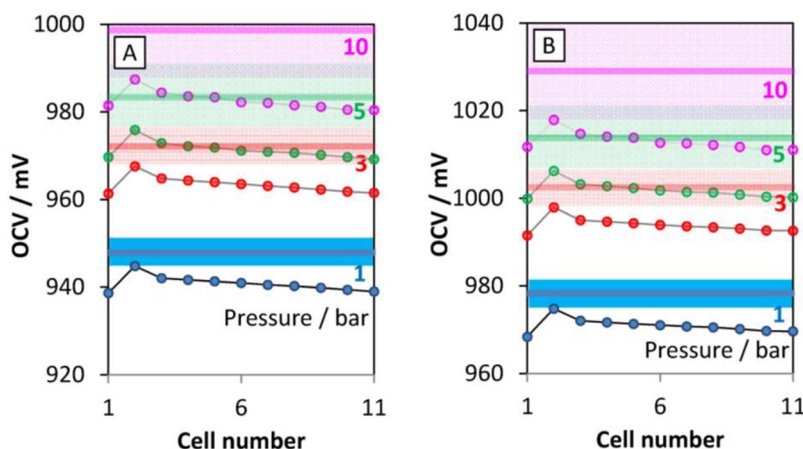 1000
A
10
980
5
3
960
940
1
Pressure / bar
920
1 6 11
Cell number
OCV / mV
1040
B
1020
10
5
1000
3
980
1
Pressure / bar
960
1 6 11
Cell number
OCV / mV